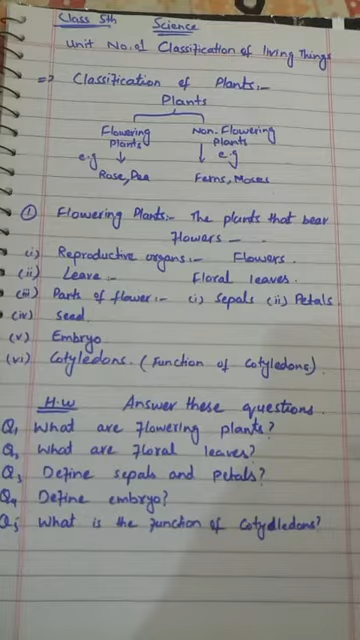 Class 5th Science
Unit No.01 Classification of living Things
=> Classification of Plants:-
Plants
Flowering Plants Non-Flowering Plants
e.g e.g
Rose, Pea Ferns, Moses
① Flowering Plants:- The plants that bear
flowers - .
(i) Reproductive organs:- Flowers.
(ii) Leave:- Floral leaves.
(iii) Parts of flower:- (i) Sepals (ii) Petals.
(iv) seed.
(v) Embryo
(vi) Cotyledons. (Function of Cotyledons).
H.W Answer these questions.
Q1 What are flowering plants?
Q2 What are floral leaves?
Q3 Define sepals and petals?
Q4 Define embryo?
Q5 What is the function of cotydledons?